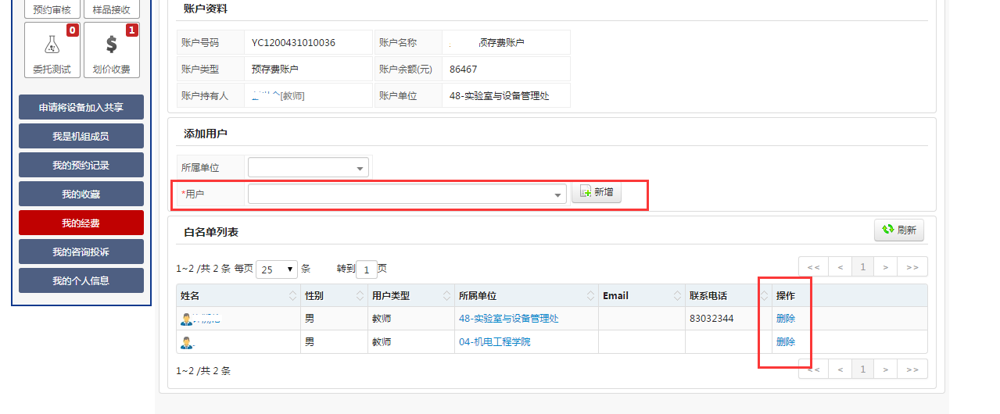 预约审核 样品接收
0 1
委托测试 划价收费
申请将设备加入共享
我是机组成员
我的预约记录
我的收藏
我的经费
我的咨询投诉
我的个人信息
账户资料
账户号码 YC1200431010036 账户名称 预存费账户
账户类型 预存费账户 账户余额(元) 86467
账户持有人 [教师] 账户单位 48-实验室与设备管理处
添加用户
所属单位
*用户 新增
白名单列表 刷新
1~2 /共 2 条 每页 25 条 转到 1 页 << < 1 > >>
姓名 性别 用户类型 所属单位 Email 联系电话 操作
男 教师 48-实验室与设备管理处 83032344 删除
男 教师 04-机电工程学院 删除
1~2 /共 2 条 << < 1 > >>